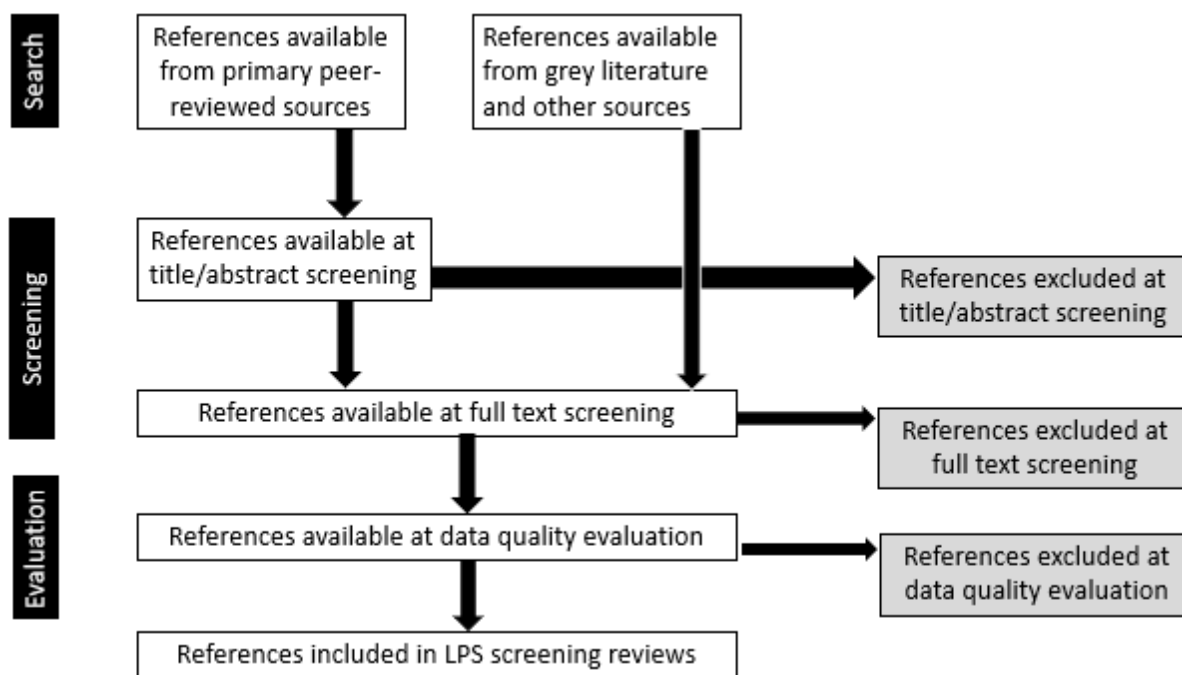 Search
References available
from primary peer-
reviewed sources
References available
from grey literature
and other sources
Screening
References available at
title/abstract screening
References excluded at
title/abstract screening
References available at full text screening
References excluded at
full text screening
Evaluation
References available at data quality evaluation
References excluded at
data quality evaluation
References included in LPS screening reviews